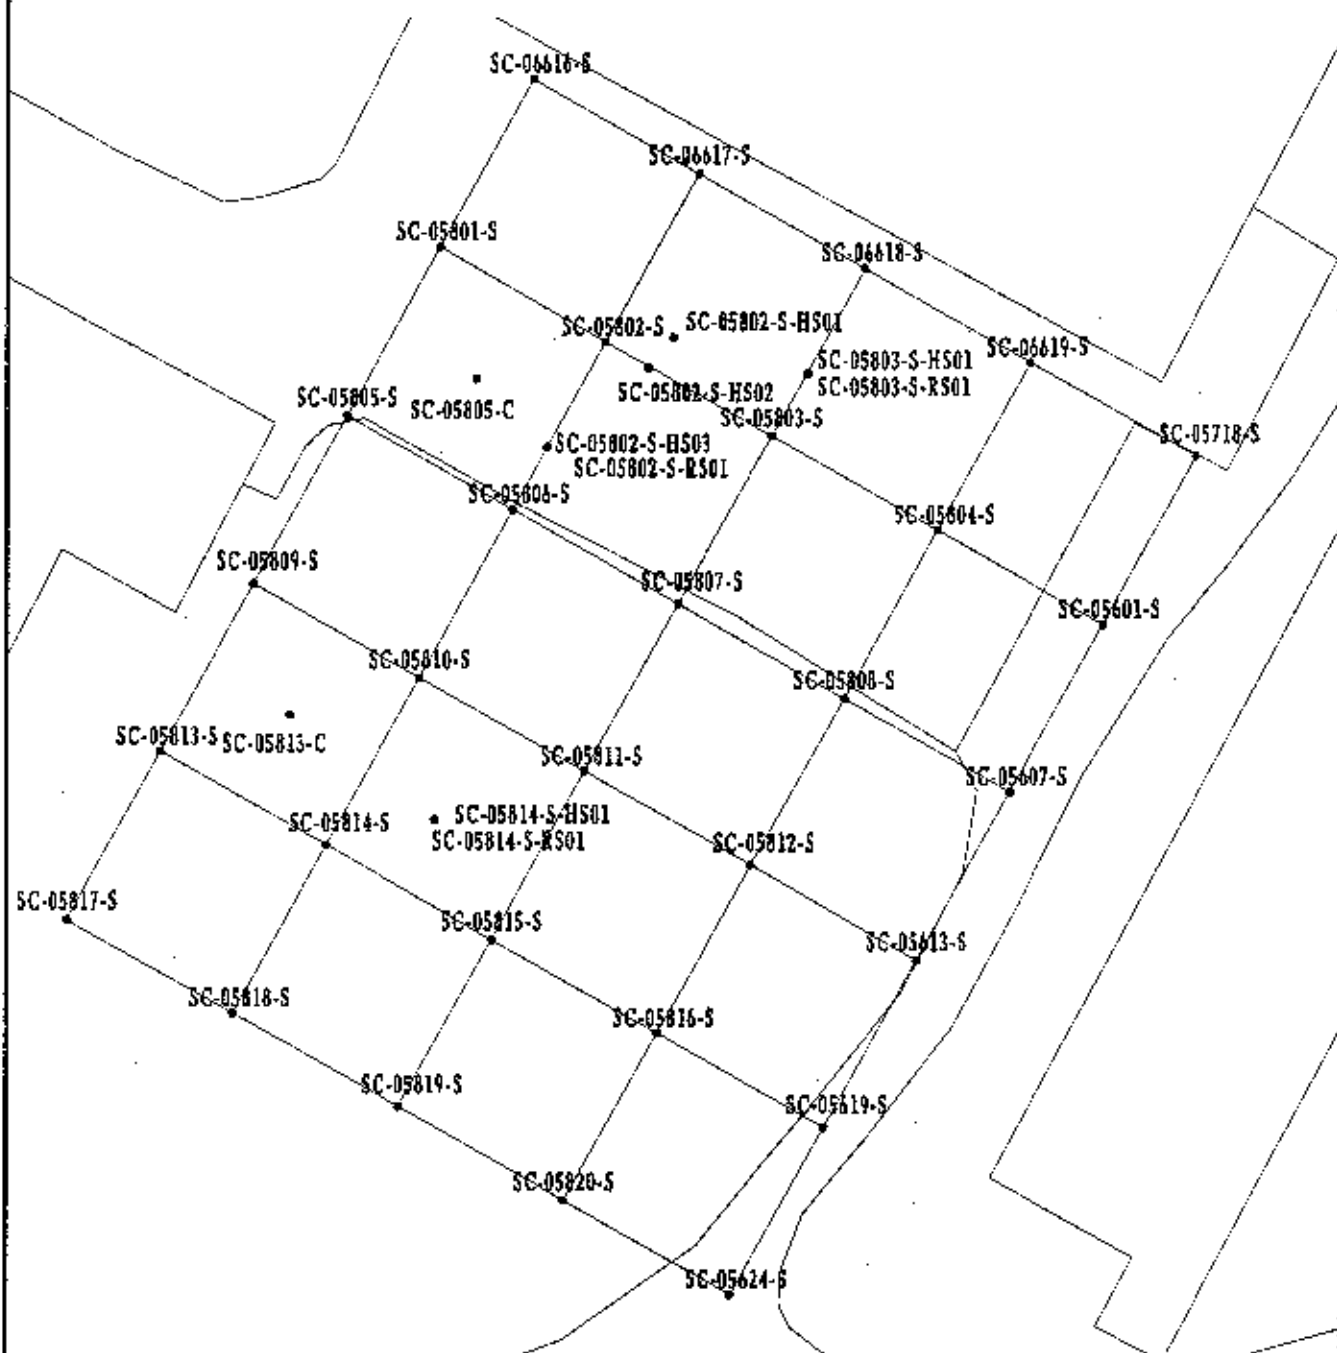 SC-06616-S
SC-06617-S
SC-05801-S
SC-06618-S
SC-05802-S
SC-05802-S-HS01
SC-06619-S
SC-05803-S-HS01
SC-05803-S-RS01
SC-05802-S-HS02
SC-05805-S
SC-05805-C
SC-05803-S
SC-05718-S
SC-05802-S-HS03
SC-05802-S-RS01
SC-05806-S
SC-05804-S
SC-05809-S
SC-05807-S
SC-05601-S
SC-05810-S
SC-05808-S
SC-05813-S
SC-05813-C
SC-05811-S
SC-05607-S
SC-05814-S
SC-05814-S-HS01
SC-05814-S-RS01
SC-05812-S
SC-05817-S
SC-05815-S
SC-05613-S
SC-05818-S
SC-05816-S
SC-05819-S
SC-05619-S
SC-05820-S
SC-05624-S